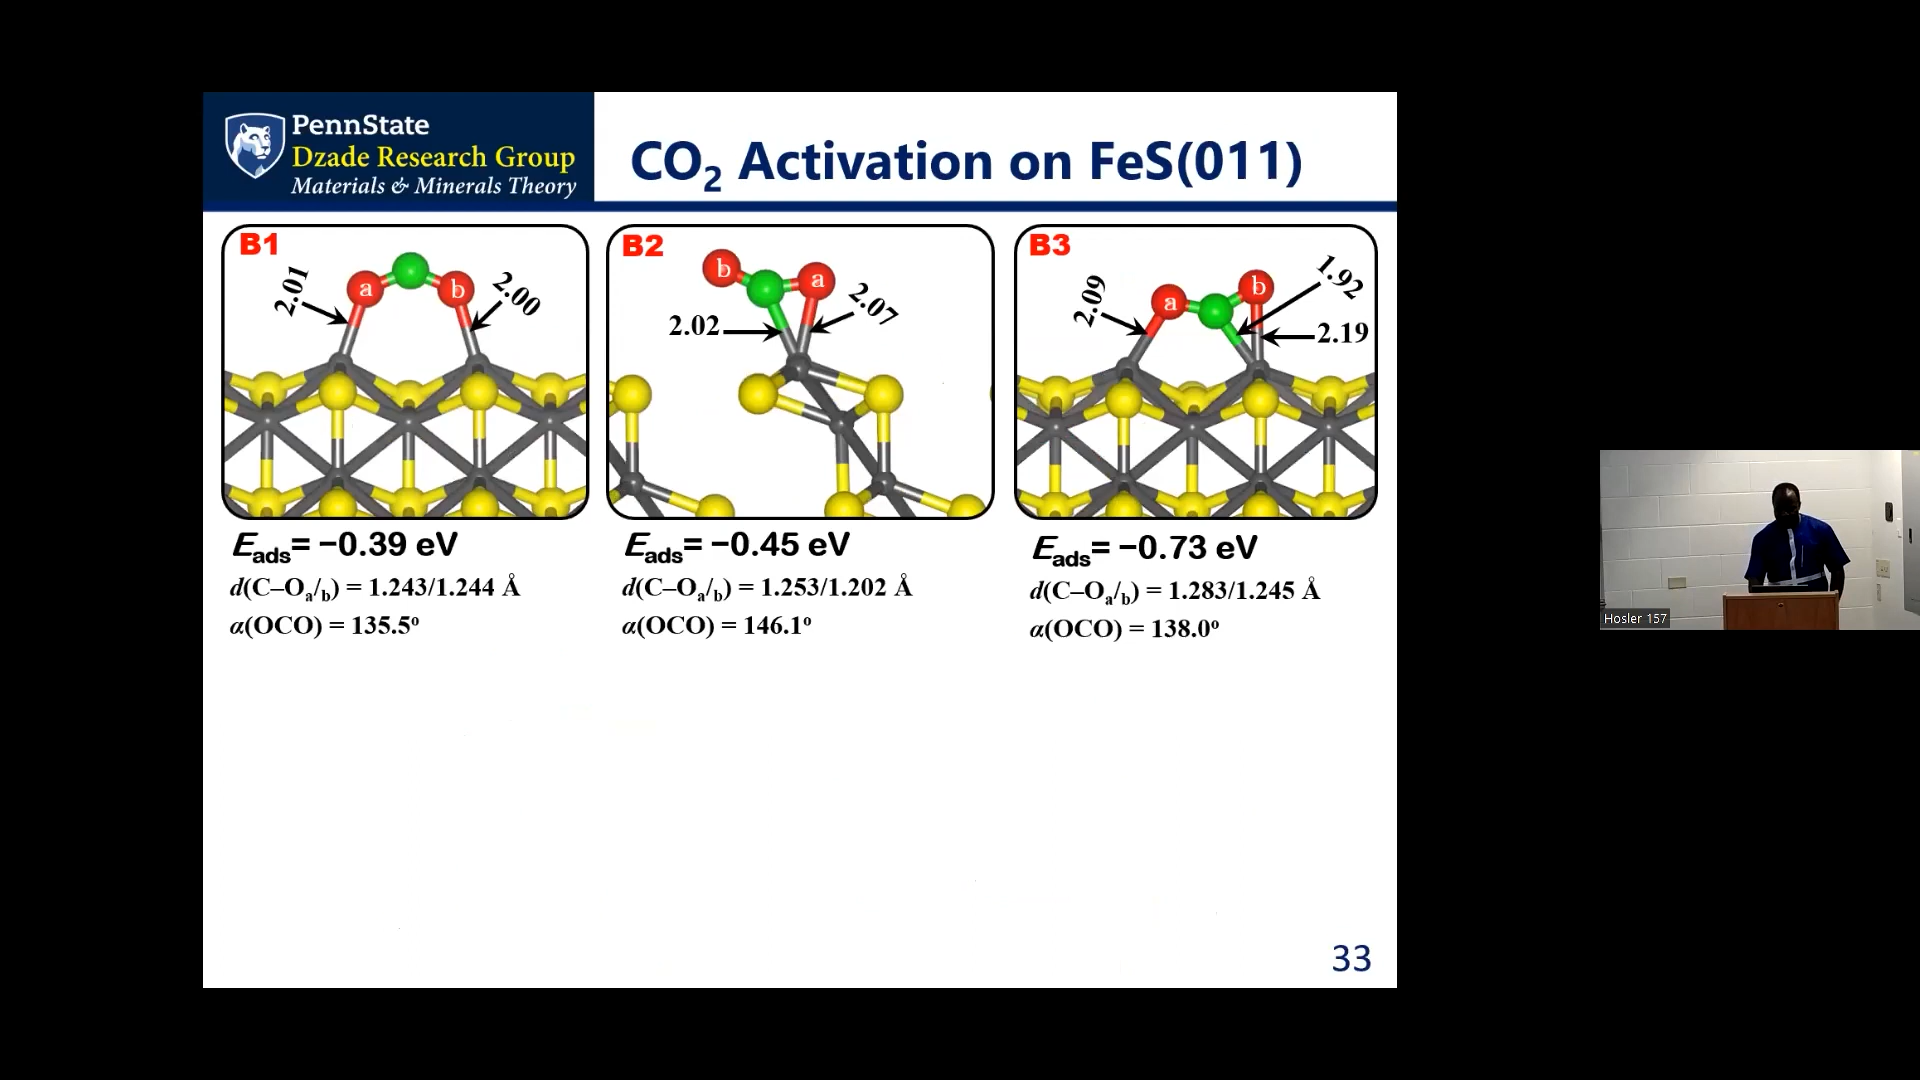 PennState
Dzade Research Group
Materials & Minerals Theory
CO₂ Activation on FeS(011)
B1
2.01
a
b
2.00
B2
b
a
2.02
2.07
B3
2.09
a
b
1.92
2.19
Eads= −0.39 eV
d(C–Oa/b) = 1.243/1.244 Å
α(OCO) = 135.5º
Eads= −0.45 eV
d(C–Oa/b) = 1.253/1.202 Å
α(OCO) = 146.1º
Eads= −0.73 eV
d(C–Oa/b) = 1.283/1.245 Å
α(OCO) = 138.0º
33
Hosler 157